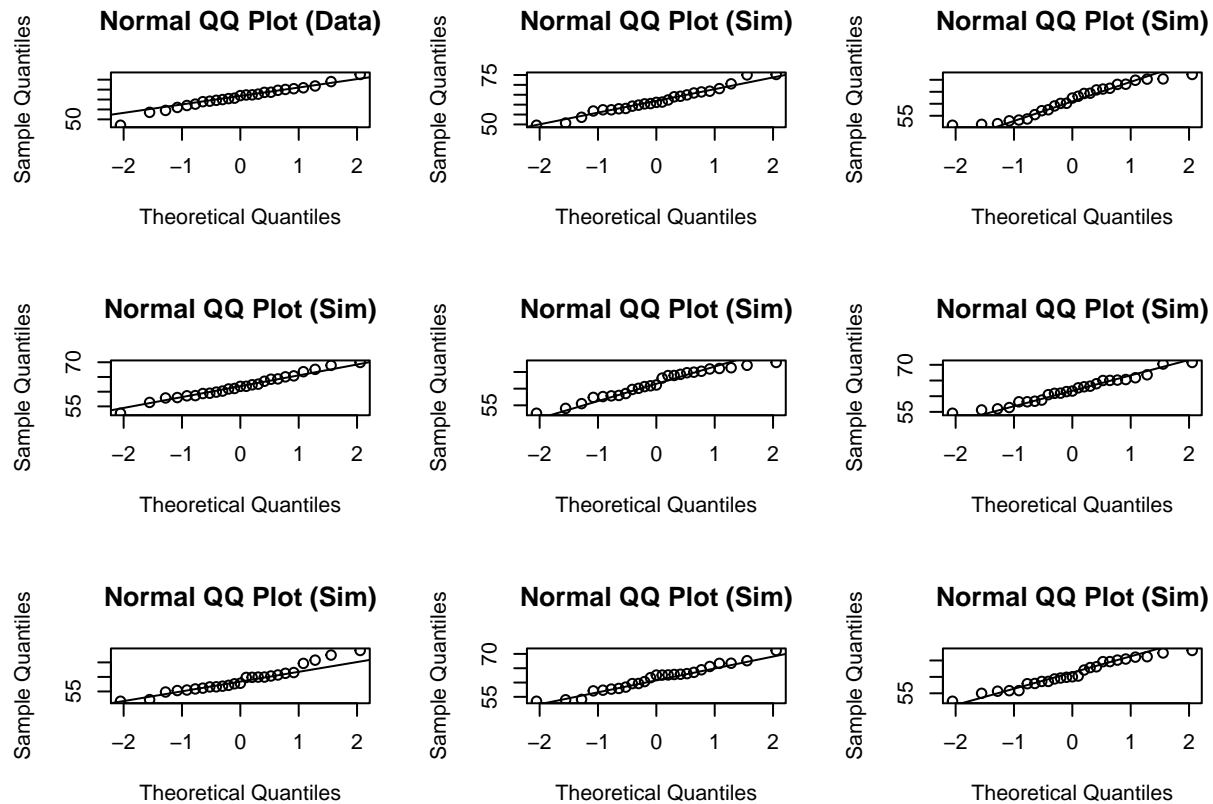 Normal QQ Plot (Data)
Sample Quantiles
50
−2 −1 0 1 2
Theoretical Quantiles
Normal QQ Plot (Sim)
Sample Quantiles
50 75
−2 −1 0 1 2
Theoretical Quantiles
Normal QQ Plot (Sim)
Sample Quantiles
55
−2 −1 0 1 2
Theoretical Quantiles
Normal QQ Plot (Sim)
Sample Quantiles
55 70
−2 −1 0 1 2
Theoretical Quantiles
Normal QQ Plot (Sim)
Sample Quantiles
55
−2 −1 0 1 2
Theoretical Quantiles
Normal QQ Plot (Sim)
Sample Quantiles
55 70
−2 −1 0 1 2
Theoretical Quantiles
Normal QQ Plot (Sim)
Sample Quantiles
55
−2 −1 0 1 2
Theoretical Quantiles
Normal QQ Plot (Sim)
Sample Quantiles
55 70
−2 −1 0 1 2
Theoretical Quantiles
Normal QQ Plot (Sim)
Sample Quantiles
55
−2 −1 0 1 2
Theoretical Quantiles